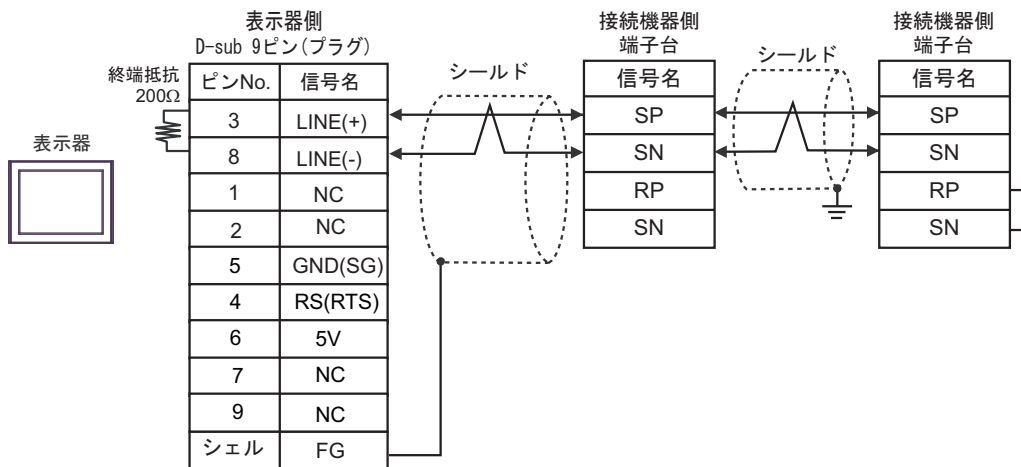 表示器側
D-sub 9ピン(プラグ)
終端抵抗
200Ω
表示器
ピンNo. 信号名
3 LINE(+)
8 LINE(-)
1 NC
2 NC
5 GND(SG)
4 RS(RTS)
6 5V
7 NC
9 NC
シェル FG
シールド
接続機器側
端子台
信号名
SP
SN
RP
SN
シールド
接続機器側
端子台
信号名
SP
SN
RP
SN